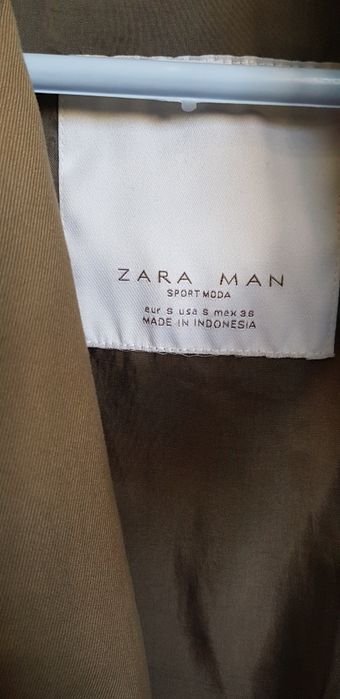 ZARA MAN
SPORT MODA
eur S usa S mex 36
MADE IN INDONESIA